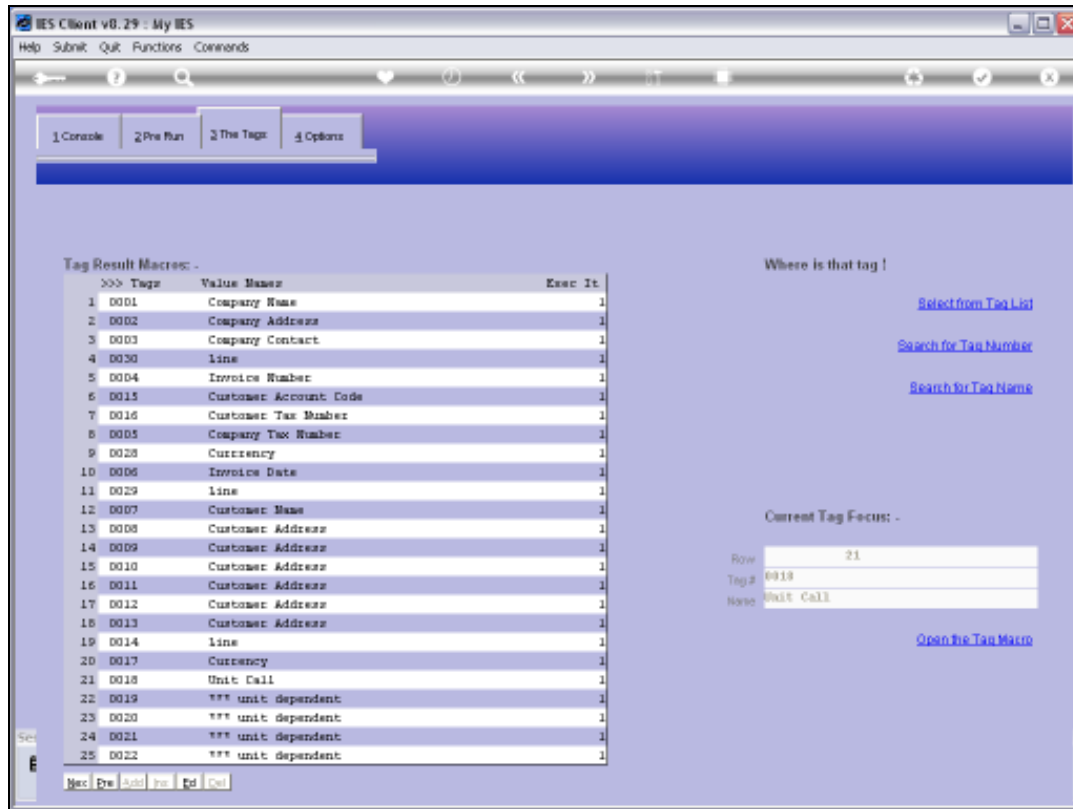 IES Client v8.29 : My IES
Help Submit Quit Functions Commands
1 Console 2 Pre Run 3 The Tags 4 Options
Tag Result Macros: -
Where is that tag !
>>> Tags Value Names Exec It
1 0001 Company Name 1
2 0002 Company Address 1
3 0003 Company Contact 1
4 0030 line 1
5 0004 Invoice Number 1
6 0015 Customer Account Code 1
7 0016 Customer Tax Number 1
8 0005 Company Tax Number 1
9 0028 Currrency 1
10 0006 Invoice Date 1
11 0029 line 1
12 0007 Customer Name 1
13 0008 Customer Address 1
14 0009 Customer Address 1
15 0010 Customer Address 1
16 0011 Customer Address 1
17 0012 Customer Address 1
18 0013 Customer Address 1
19 0014 line 1
20 0017 Currency 1
21 0018 Unit Call 1
22 0019 *** unit dependent 1
23 0020 *** unit dependent 1
24 0021 *** unit dependent 1
25 0022 *** unit dependent 1
Nex Pre Add Ins Ed Del
Select from Tag List
Search for Tag Number
Search for Tag Name
Current Tag Focus: -
Row 21
Tag # 0018
Name Unit Call
Open the Tag Macro